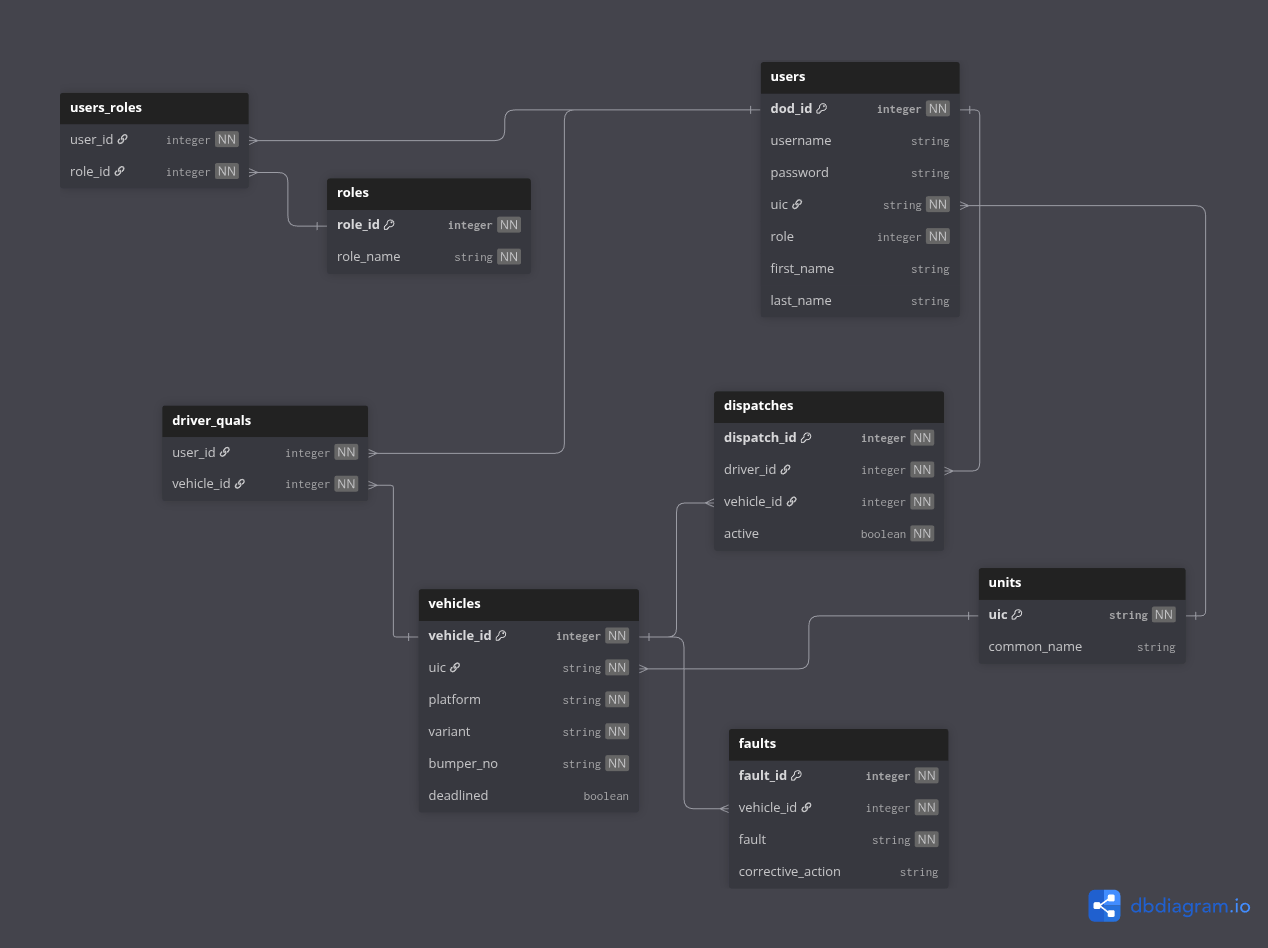 users_roles
user_id integer NN
role_id integer NN
roles
role_id integer NN
role_name string NN
users
dod_id integer NN
username string
password string
uic string NN
role integer NN
first_name string
last_name string
driver_quals
user_id integer NN
vehicle_id integer NN
dispatches
dispatch_id integer NN
driver_id integer NN
vehicle_id integer NN
active boolean NN
vehicles
vehicle_id integer NN
uic string NN
platform string NN
variant string NN
bumper_no string NN
deadlined boolean
units
uic string NN
common_name string
faults
fault_id integer NN
vehicle_id integer NN
fault string NN
corrective_action string
dbdiagram.io